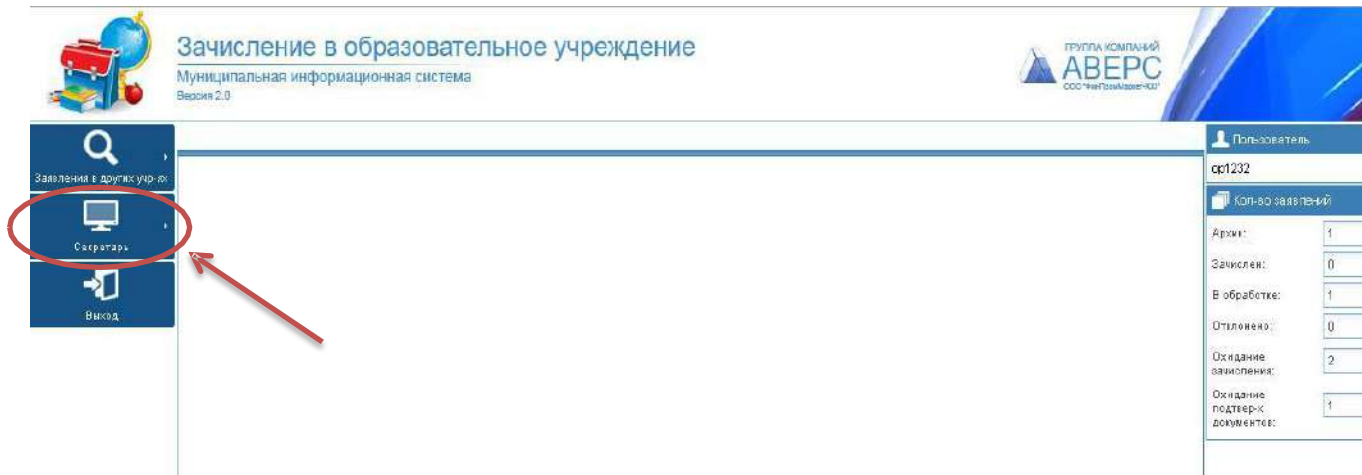 Зачисление в образовательное учреждение
Муниципальная информационная система
Версия 2.0
ГРУППА КОМПАНИЙ
АВЕРС
Заявления в других учр-ях
Секретарь
Выход
Пользователь
ср1232
Кол-во заявлений
Архив: 1
Зачислен: 0
В обработке: 1
Отклонено: 0
Ожидание
зачисления: 2
Ожидание
подтвер-х 1
документов: